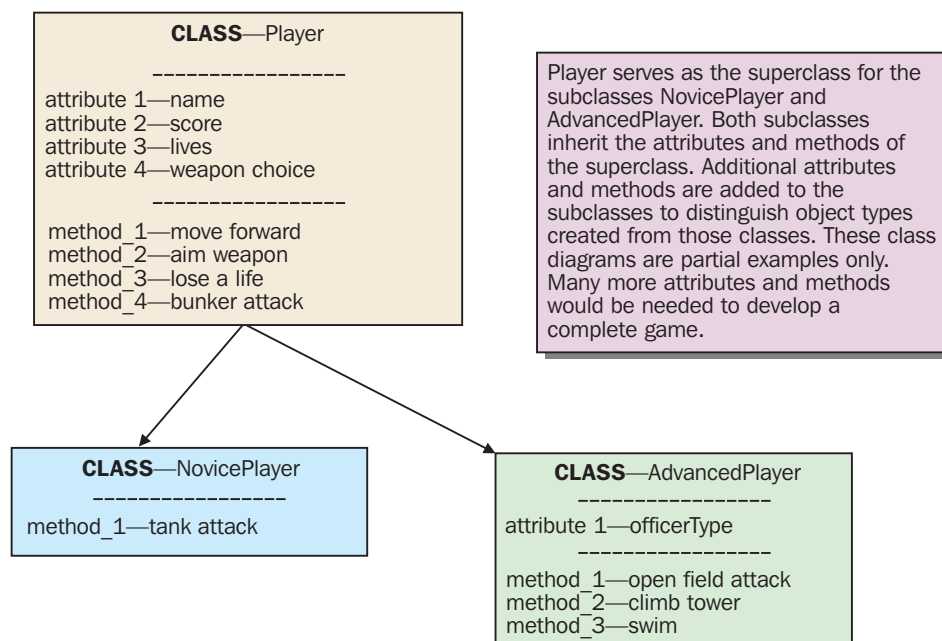 CLASS—Player
-----------------
attribute 1—name
attribute 2—score
attribute 3—lives
attribute 4—weapon choice
-----------------
method_1—move forward
method_2—aim weapon
method_3—lose a life
method_4—bunker attack
Player serves as the superclass for the
subclasses NovicePlayer and
AdvancedPlayer. Both subclasses
inherit the attributes and methods of
the superclass. Additional attributes
and methods are added to the
subclasses to distinguish object types
created from those classes. These class
diagrams are partial examples only.
Many more attributes and methods
would be needed to develop a
complete game.
CLASS—NovicePlayer
-----------------
method_1—tank attack
CLASS—AdvancedPlayer
-----------------
attribute 1—officerType
-----------------
method_1—open field attack
method_2—climb tower
method_3—swim